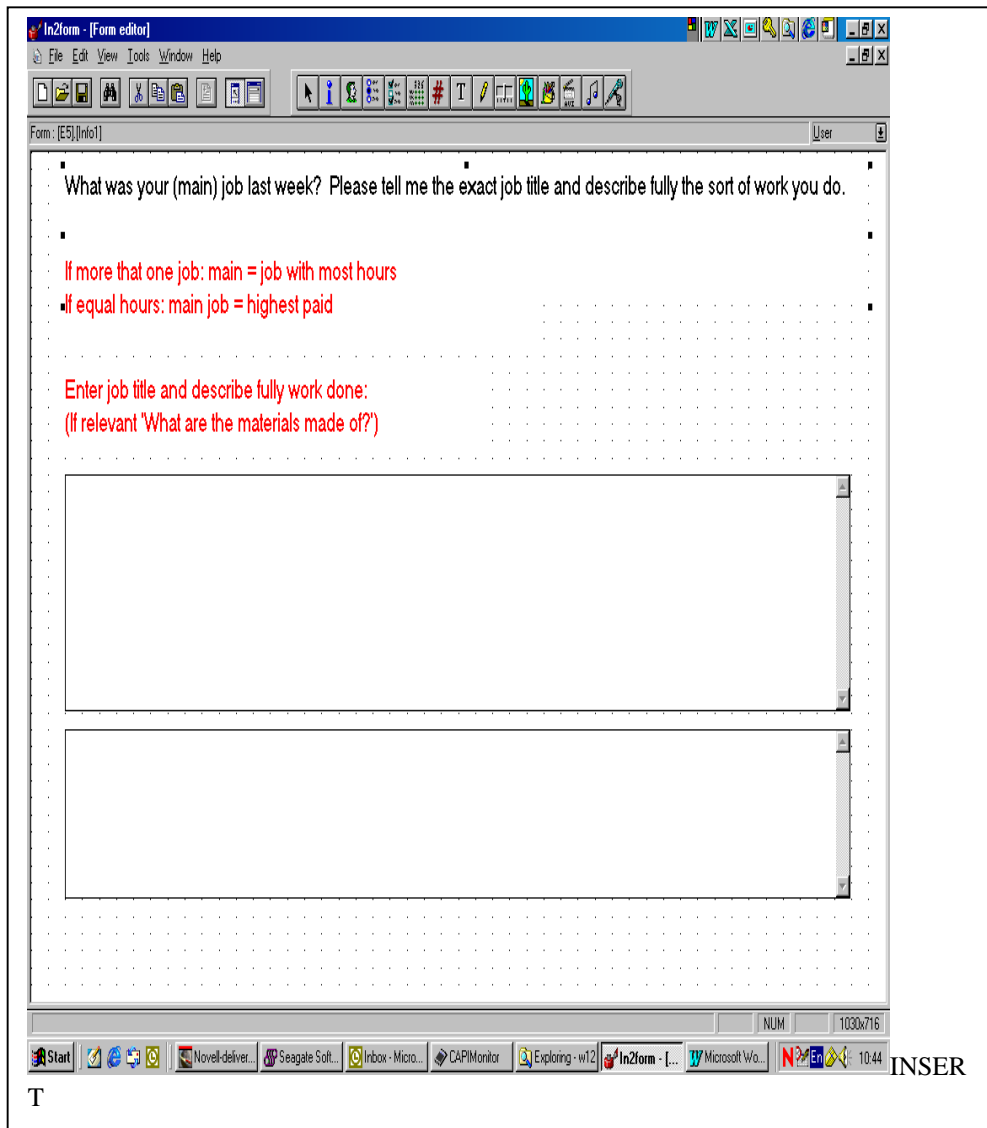 In2form - [Form editor]
File Edit View Tools Window Help
Form : [E5].[Info1] User
What was your (main) job last week? Please tell me the exact job title and describe fully the sort of work you do.
If more that one job: main = job with most hours
If equal hours: main job = highest paid
Enter job title and describe fully work done:
(If relevant 'What are the materials made of?')
NUM 1030x716
Start Novell-deliver... Seagate Soft... Inbox - Micro... CAPIMonitor Exploring - w12 In2form - [... Microsoft Wo... En 10:44 INSER
T